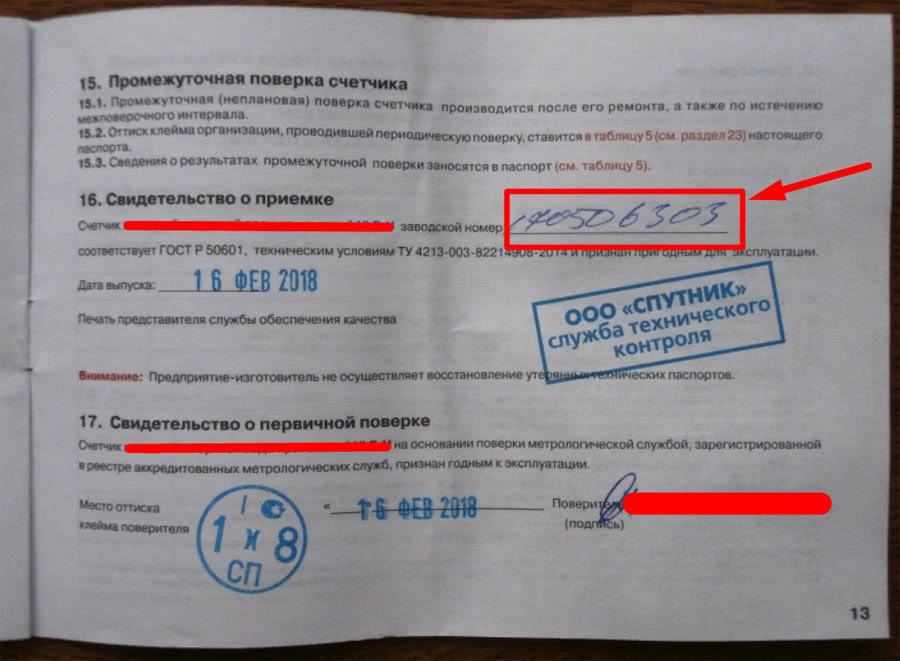 15. Промежуточная поверка счетчика
15.1. Промежуточная (неплановая) поверка счетчика производится после его ремонта, а также по истечению
межповерочного интервала.
15.2. Оттиск клейма организации, проводившей периодическую поверку, ставится в таблицу 5 (см. раздел 23) настоящего
паспорта.
15.3. Сведения о результатах промежуточной поверки заносятся в паспорт (см. таблицу 5).
16. Свидетельство о приемке
Счетчик заводской номер 170506303
соответствует ГОСТ Р 50601, техническим условиям ТУ 4213-003-82214908-2014 и признан пригодным для эксплуатации.
Дата выпуска: 16 ФЕВ 2018
ООО «СПУТНИК»
служба технического
контроля
Печать представителя службы обеспечения качества
Внимание: Предприятие-изготовитель не осуществляет восстановление утерянных технических паспортов.
17. Свидетельство о первичной поверке
Счетчик на основании поверки метрологической службой, зарегистрированной
в реестре аккредитованных метрологических служб, признан годным к эксплуатации.
Место оттиска
клейма поверителя
I
1 И 8
СП
« 16 ФЕВ 2018
Поверитель
(подпись)
13